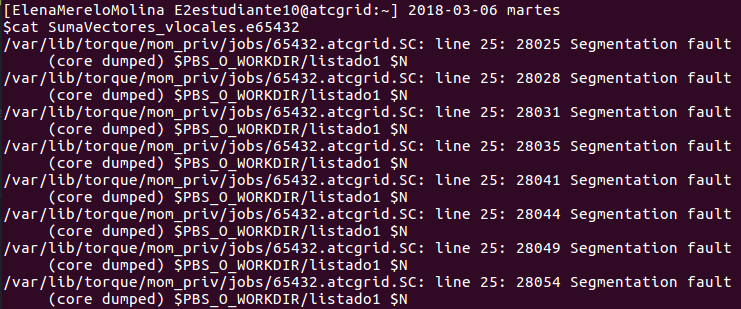 [ElenaMereloMolina E2estudiante10@atcgrid:~] 2018-03-06 martes
$cat SumaVectores_vlocales.e65432
/var/lib/torque/mom_priv/jobs/65432.atcgrid.SC: line 25: 28025 Segmentation fault
(core dumped) $PBS_O_WORKDIR/listado1 $N
/var/lib/torque/mom_priv/jobs/65432.atcgrid.SC: line 25: 28028 Segmentation fault
(core dumped) $PBS_O_WORKDIR/listado1 $N
/var/lib/torque/mom_priv/jobs/65432.atcgrid.SC: line 25: 28031 Segmentation fault
(core dumped) $PBS_O_WORKDIR/listado1 $N
/var/lib/torque/mom_priv/jobs/65432.atcgrid.SC: line 25: 28035 Segmentation fault
(core dumped) $PBS_O_WORKDIR/listado1 $N
/var/lib/torque/mom_priv/jobs/65432.atcgrid.SC: line 25: 28041 Segmentation fault
(core dumped) $PBS_O_WORKDIR/listado1 $N
/var/lib/torque/mom_priv/jobs/65432.atcgrid.SC: line 25: 28044 Segmentation fault
(core dumped) $PBS_O_WORKDIR/listado1 $N
/var/lib/torque/mom_priv/jobs/65432.atcgrid.SC: line 25: 28049 Segmentation fault
(core dumped) $PBS_O_WORKDIR/listado1 $N
/var/lib/torque/mom_priv/jobs/65432.atcgrid.SC: line 25: 28054 Segmentation fault
(core dumped) $PBS_O_WORKDIR/listado1 $N